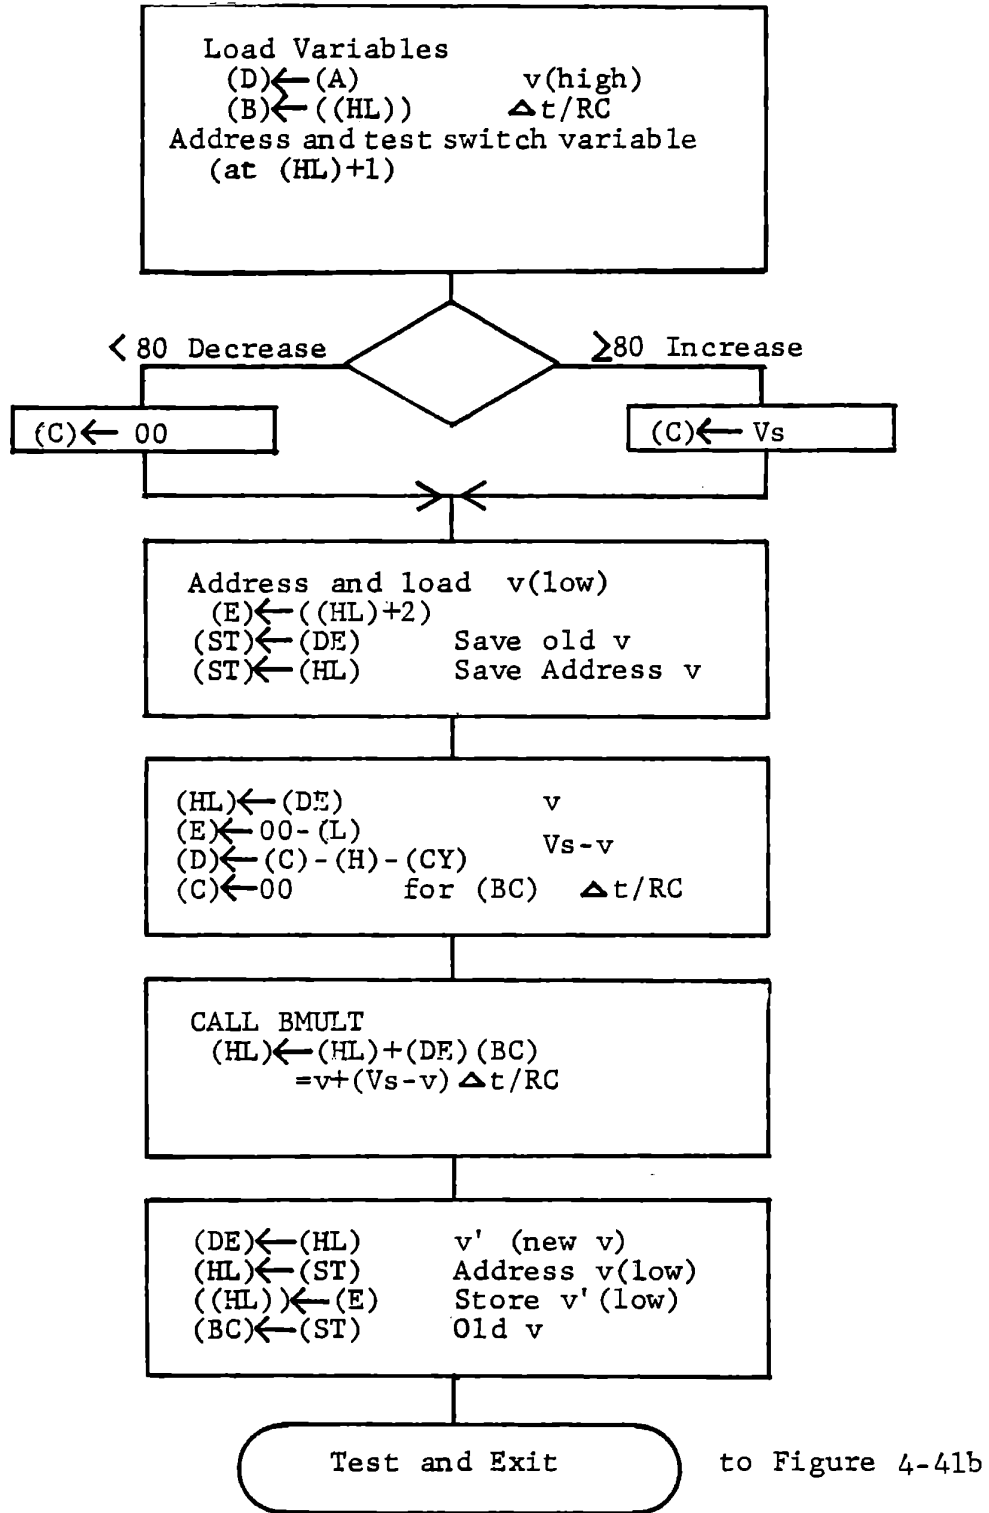 Load Variables
(D)←(A) v(high)
(B)←((HL)) Δt/RC
Address and test switch variable
(at (HL)+1)
<80 Decrease
≥80 Increase
(C)← 00
(C)← Vs
Address and load v(low)
(E)←((HL)+2)
(ST)←(DE) Save old v
(ST)←(HL) Save Address v
(HL)←(DE) v
(E)←00-(L)
Vs-v
(D)←(C)-(H)-(CY)
(C)←00 for (BC) Δt/RC
CALL BMULT
(HL)←(HL)+(DE)(BC)
=v+(Vs-v)Δt/RC
(DE)←(HL) v' (new v)
(HL)←(ST) Address v(low)
((HL))←(E) Store v'(low)
(BC)←(ST) Old v
Test and Exit
to Figure 4-41b